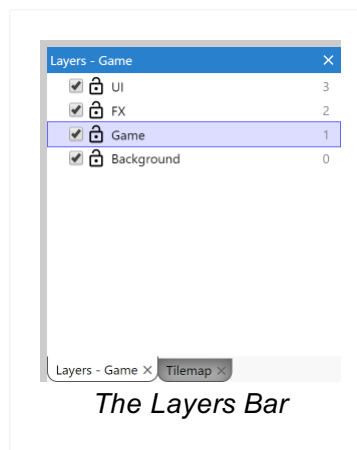 Layers - Game
UI 3
FX 2
Game 1
Background 0
Layers - Game Tilemap
The Layers Bar